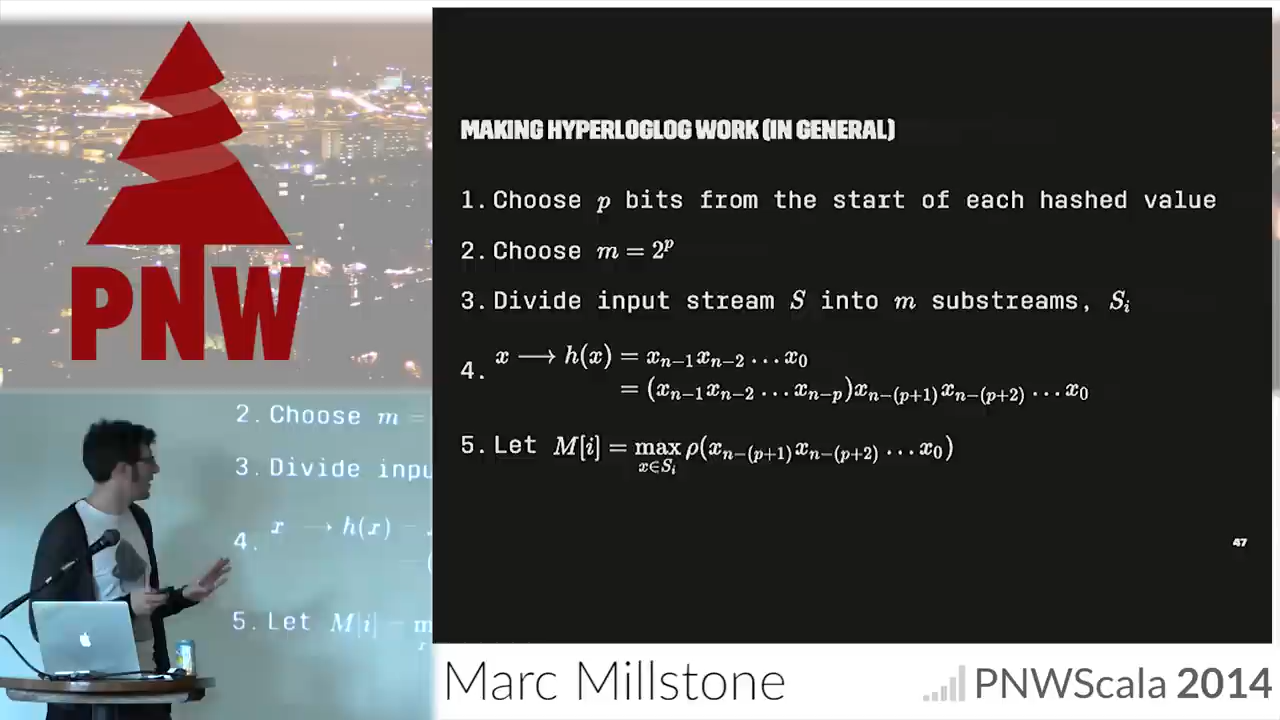 PNW
MAKING HYPERLOGLOG WORK (IN GENERAL)
1. Choose p bits from the start of each hashed value
2. Choose m = 2^p
3. Divide input stream S into m substreams, S_i
4. x ⟶ h(x) = x_{n−1}x_{n−2} … x_0
= (x_{n−1}x_{n−2} … x_{n−p})x_{n−(p+1)}x_{n−(p+2)} … x_0
5. Let M[i] = max_{x∈S_i} ρ(x_{n−(p+1)}x_{n−(p+2)} … x_0)
47
2. Choose m =
3. Divide inpu
4. x → h(x) =
(
5. Let M[i] = m
x
Marc Millstone
PNWScala 2014